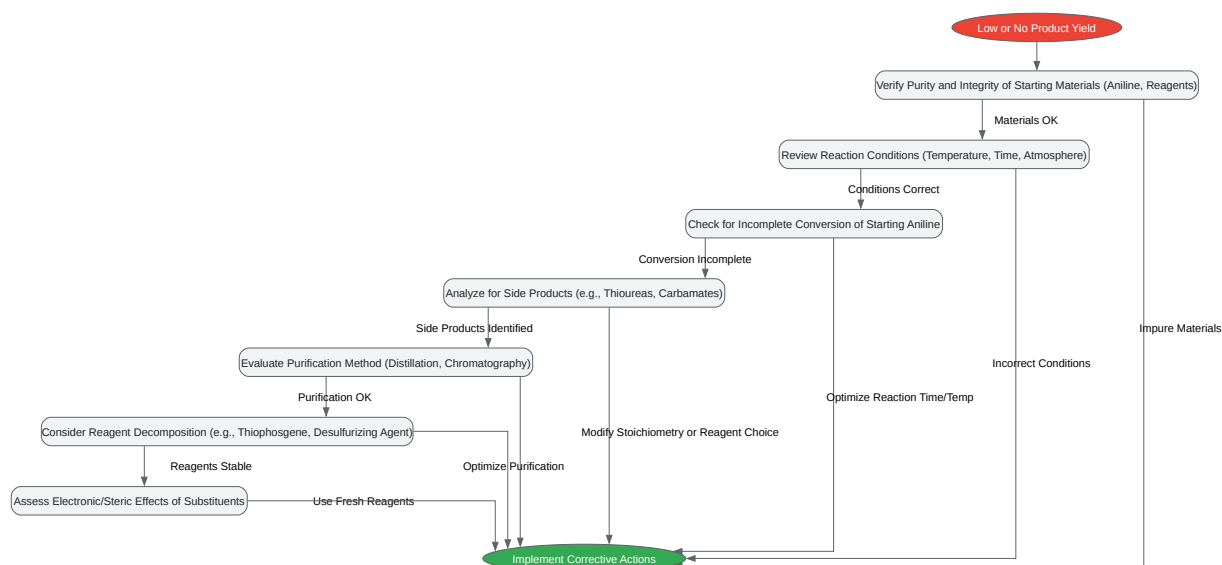 Low or No Product Yield
Verify Purity and Integrity of Starting Materials (Aniline, Reagents)
Materials OK
Review Reaction Conditions (Temperature, Time, Atmosphere)
Conditions Correct
Check for Incomplete Conversion of Starting Aniline
Conversion Incomplete
Analyze for Side Products (e.g., Thioureas, Carbamates)
Side Products Identified
Impure Materials
Evaluate Purification Method (Distillation, Chromatography)
Incorrect Conditions
Purification OK
Optimize Reaction Time/Temp
Consider Reagent Decomposition (e.g., Thiophosgene, Desulfurizing Agent)
Modify Stoichiometry or Reagent Choice
Reagents Stable
Optimize Purification
Assess Electronic/Steric Effects of Substituents
Use Fresh Reagents
Implement Corrective Actions